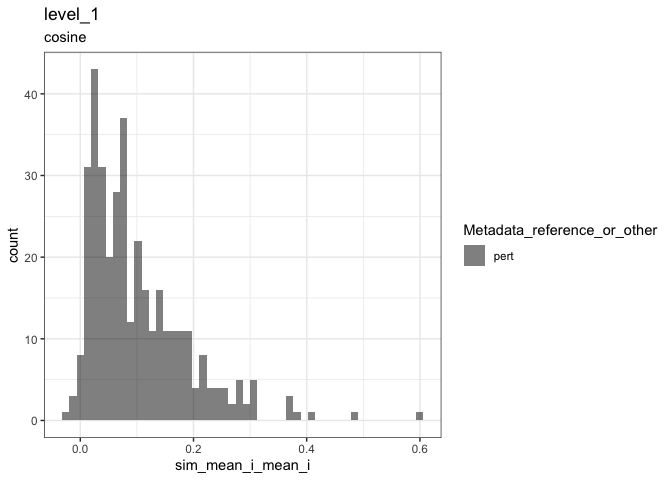 level_1
cosine
40
30
20
10
0
count
0.0
0.2
0.4
0.6
sim_mean_i_mean_i
Metadata_reference_or_other
pert